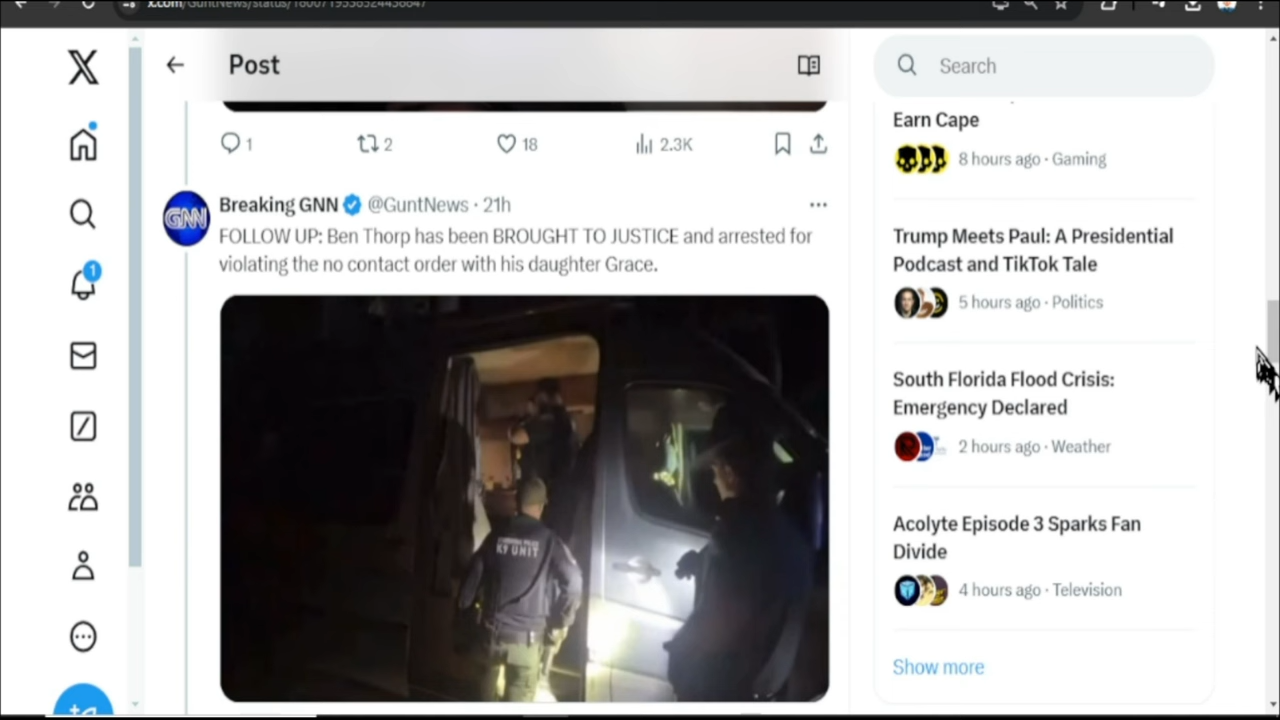 Post
Search
1
2
18
2.3K
Breaking GNN @GuntNews · 21h
FOLLOW UP: Ben Thorp has been BROUGHT TO JUSTICE and arrested for
violating the no contact order with his daughter Grace.
GNN
K9 UNIT
1
Earn Cape
8 hours ago · Gaming
Trump Meets Paul: A Presidential
Podcast and TikTok Tale
5 hours ago · Politics
South Florida Flood Crisis:
Emergency Declared
2 hours ago · Weather
Acolyte Episode 3 Sparks Fan
Divide
4 hours ago · Television
Show more